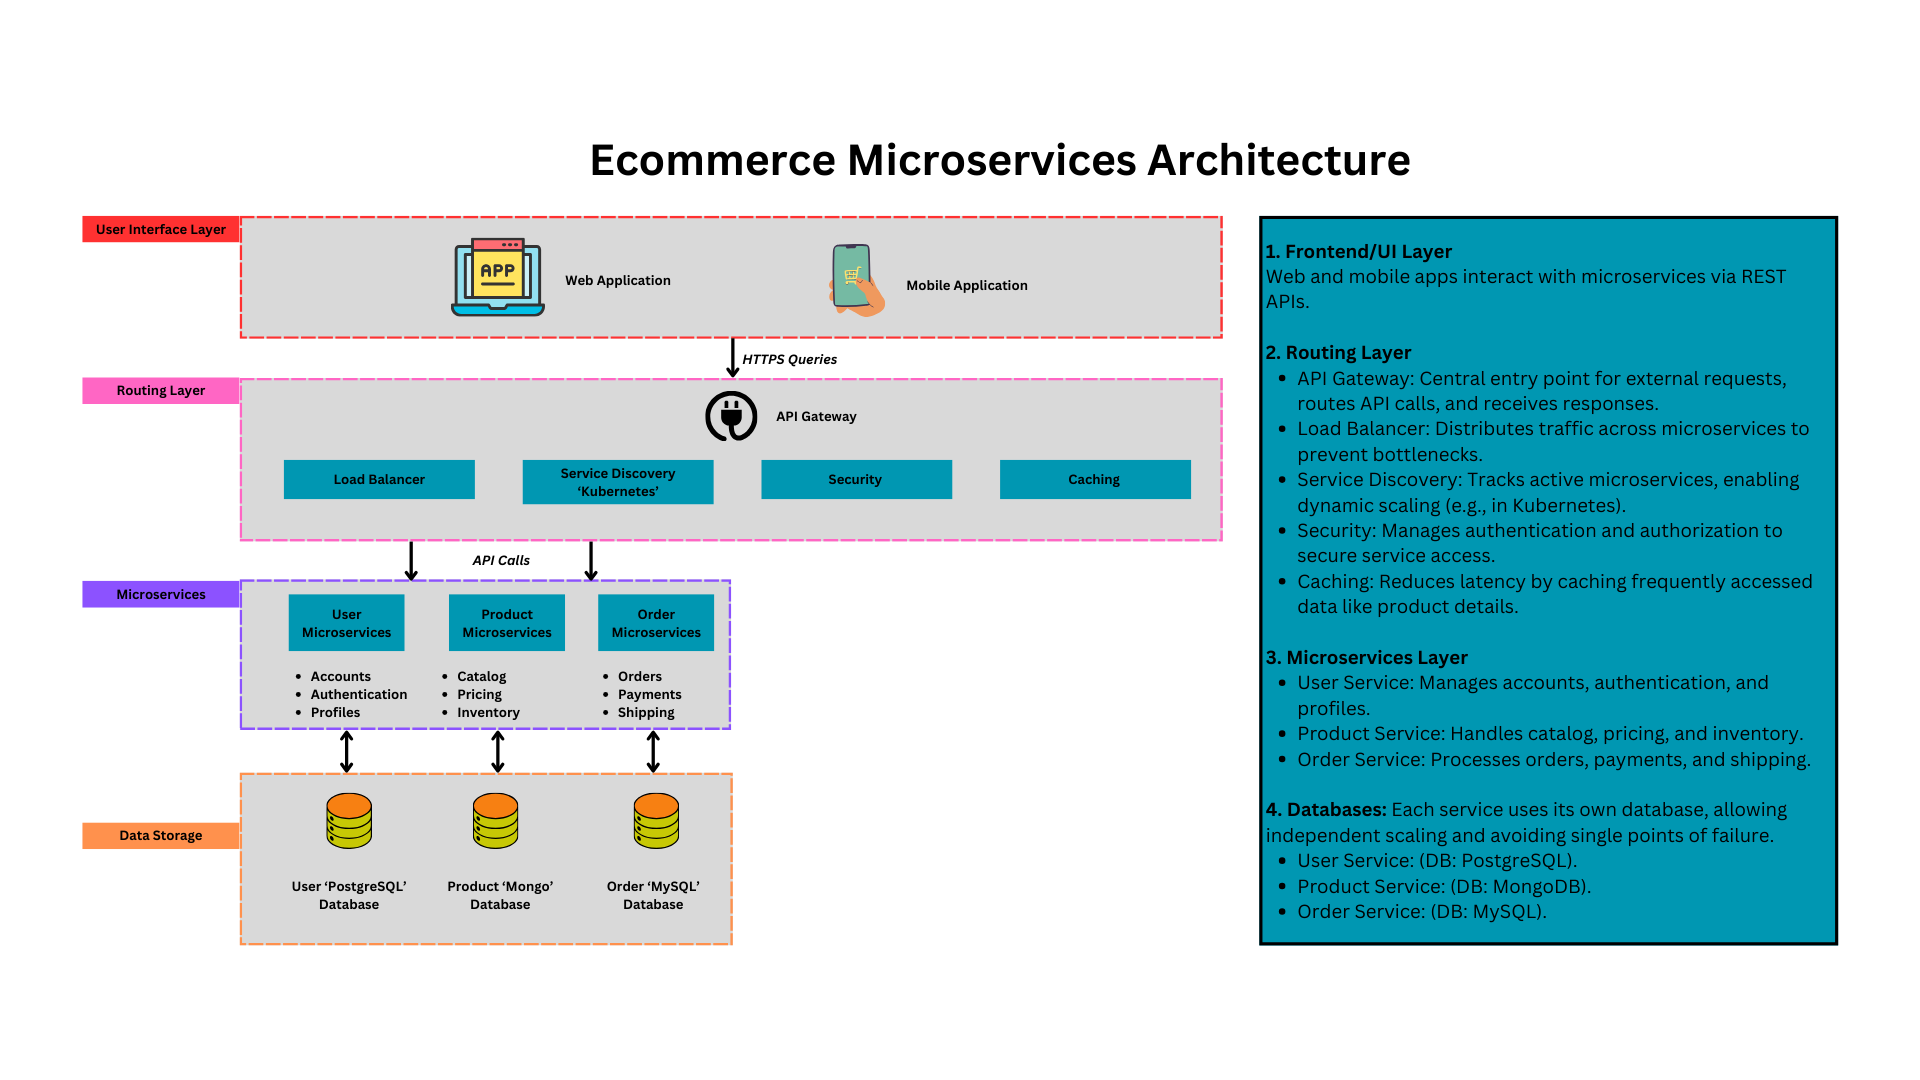 Ecommerce Microservices Architecture
User Interface Layer
APP
Web Application
Mobile Application
HTTPS Queries
Routing Layer
API Gateway
Load Balancer
Service Discovery
‘Kubernetes’
Security
Caching
API Calls
Microservices
User
Microservices
Product
Microservices
Order
Microservices
• Accounts
• Authentication
• Profiles
• Catalog
• Pricing
• Inventory
• Orders
• Payments
• Shipping
Data Storage
User ‘PostgreSQL’
Database
Product ‘Mongo’
Database
Order ‘MySQL’
Database
1. Frontend/UI Layer
Web and mobile apps interact with microservices via REST
APIs.
2. Routing Layer
• API Gateway: Central entry point for external requests,
routes API calls, and receives responses.
• Load Balancer: Distributes traffic across microservices to
prevent bottlenecks.
• Service Discovery: Tracks active microservices, enabling
dynamic scaling (e.g., in Kubernetes).
• Security: Manages authentication and authorization to
secure service access.
• Caching: Reduces latency by caching frequently accessed
data like product details.
3. Microservices Layer
• User Service: Manages accounts, authentication, and
profiles.
• Product Service: Handles catalog, pricing, and inventory.
• Order Service: Processes orders, payments, and shipping.
4. Databases: Each service uses its own database, allowing
independent scaling and avoiding single points of failure.
• User Service: (DB: PostgreSQL).
• Product Service: (DB: MongoDB).
• Order Service: (DB: MySQL).